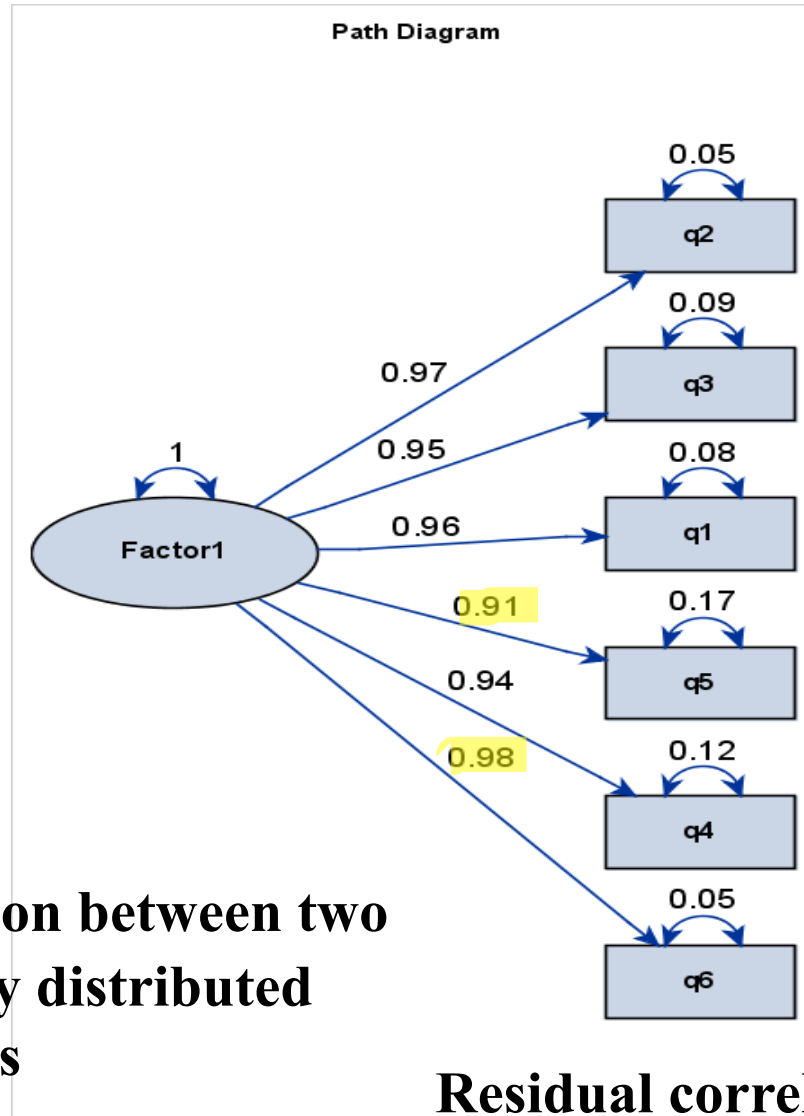 Path Diagram
0.05
q2
0.09
0.97
q3
1
0.95
0.08
Factor1
0.96
q1
0.91
0.17
0.94
q5
0.98
0.12
q4
on between two
0.05
y distributed
q6
s
Residual corre